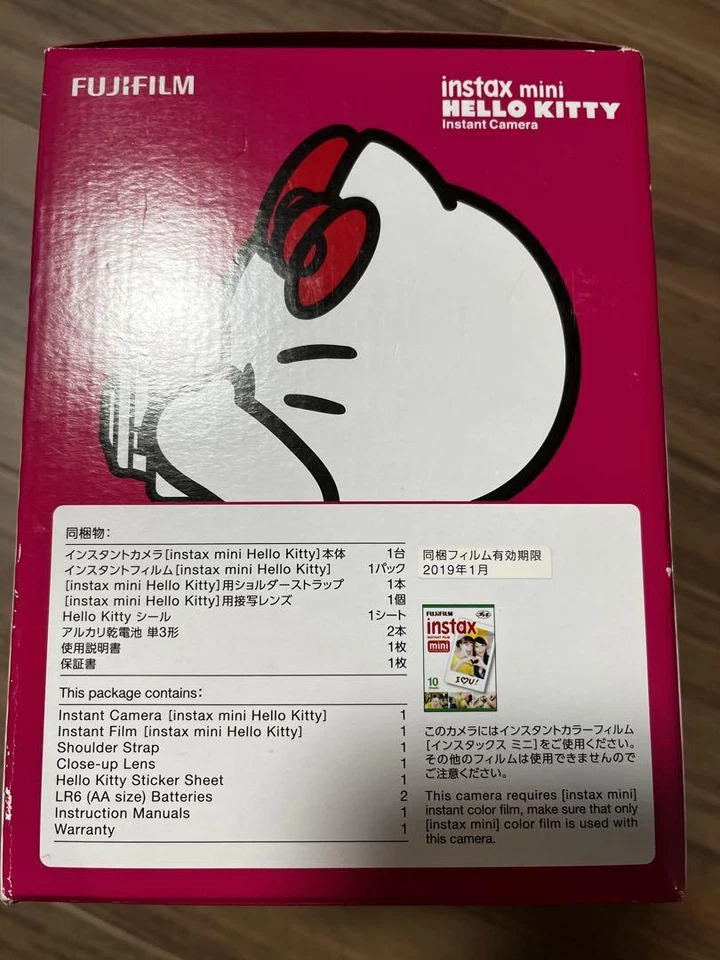 FUJIFILM
instax mini
HELLO KITTY
Instant Camera
同梱物:
インスタントカメラ[instax mini Hello Kitty]本体 1台
インスタントフィルム[instax mini Hello Kitty] 1パック
[instax mini Hello Kitty]用ショルダーストラップ 1本
[instax mini Hello Kitty]用接写レンズ 1個
Hello Kitty シール 1シート
アルカリ乾電池 単3形 2本
使用説明書 1枚
保証書 1枚
This package contains:
Instant Camera [instax mini Hello Kitty] 1
Instant Film [instax mini Hello Kitty] 1
Shoulder Strap 1
Close-up Lens 1
Hello Kitty Sticker Sheet 1
LR6 (AA size) Batteries 2
Instruction Manuals 1
Warranty 1
同梱フィルム有効期限
2019年1月
FUJIFILM
instax
INSTANT FILM
mini
10
I♡U!
このカメラにはインスタントカラーフィルム
[インスタックス ミニ]をご使用ください。
その他のフィルムは使用できませんので
ご注意ください。
This camera requires [instax mini]
instant color film, make sure that only
[instax mini] color film is used with
this camera.